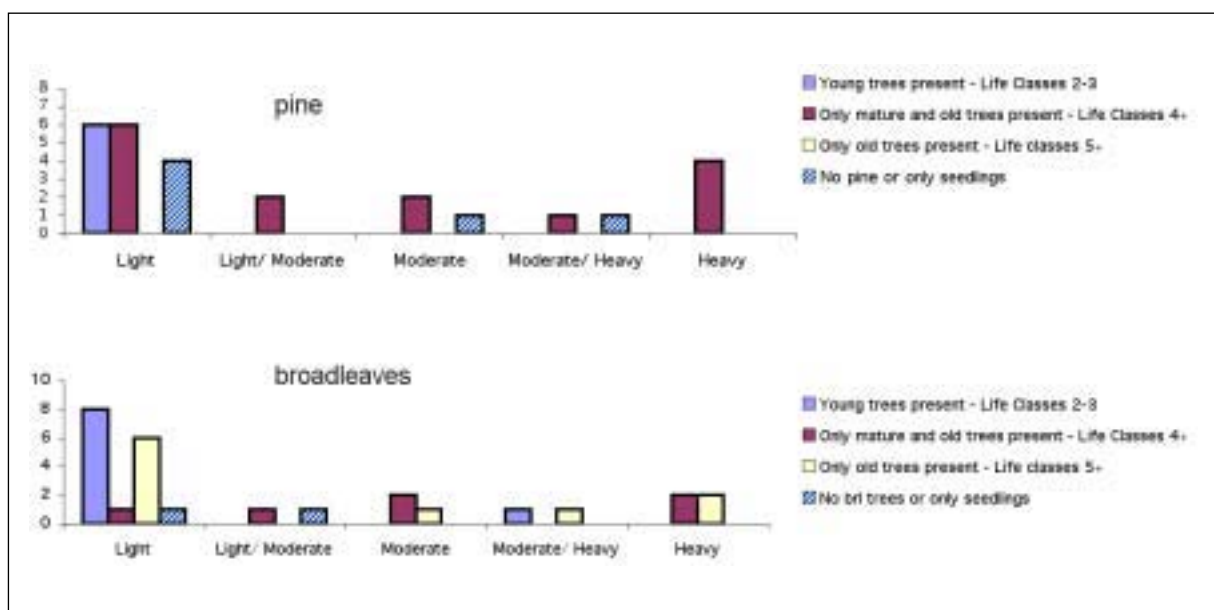 pine
8
7
6
5
4
3
2
1
0
Light Light/ Moderate Moderate Moderate/ Heavy Heavy
Young trees present - Life Classes 2-3
Only mature and old trees present - Life Classes 4+
Only old trees present - Life classes 5+
No pine or only seedlings
broadleaves
10
8
6
4
2
0
Light Light/ Moderate Moderate Moderate/ Heavy Heavy
Young trees present - Life Classes 2-3
Only mature and old trees present - Life Classes 4+
Only old trees present - Life classes 5+
No brl trees or only seedlings